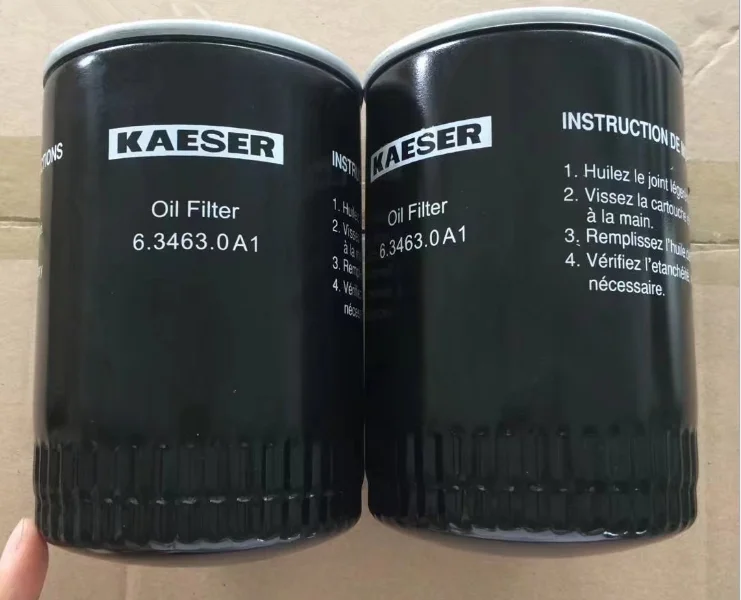 KAESER
Oil Filter
6.3463.0A1
KAESER
Oil Filter
6.3463.0A1
INSTRUCTION DE
1. Huilez le joint
2. Vissez la cartouche
à la main.
3. Remplissez l'huile
4. Vérifiez l'etanchéité
nécessaire.